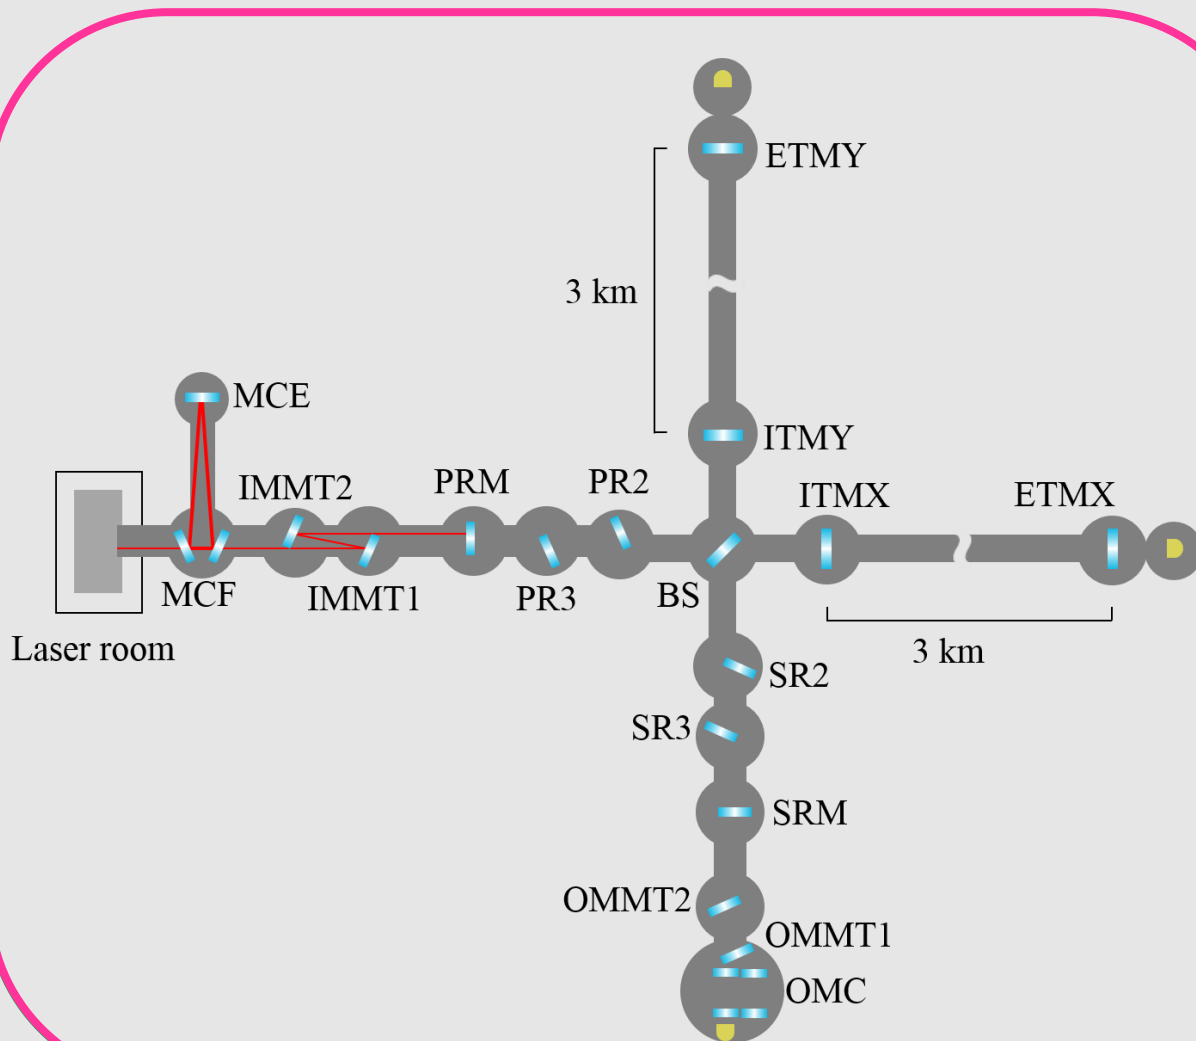 ETMY
3 km
MCE
ITMY
IMMT2
PRM
PR2
ITMX
ETMX
MCF
IMMT1
PR3
BS
Laser room
3 km
SR2
SR3
SRM
OMMT2
OMMT1
OMC